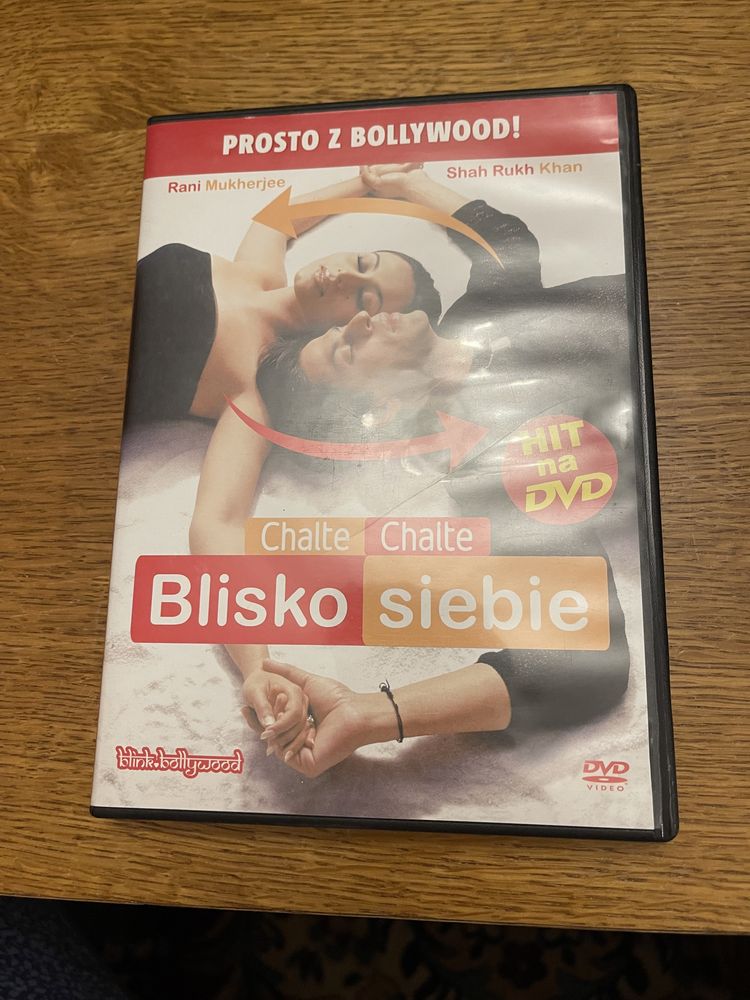 PROSTO Z BOLLYWOOD!
Rani Mukherjee
Shah Rukh Khan
HIT
na
DVD
Chalte Chalte
Blisko siebie
blink.bollywood
DVD
VIDEO